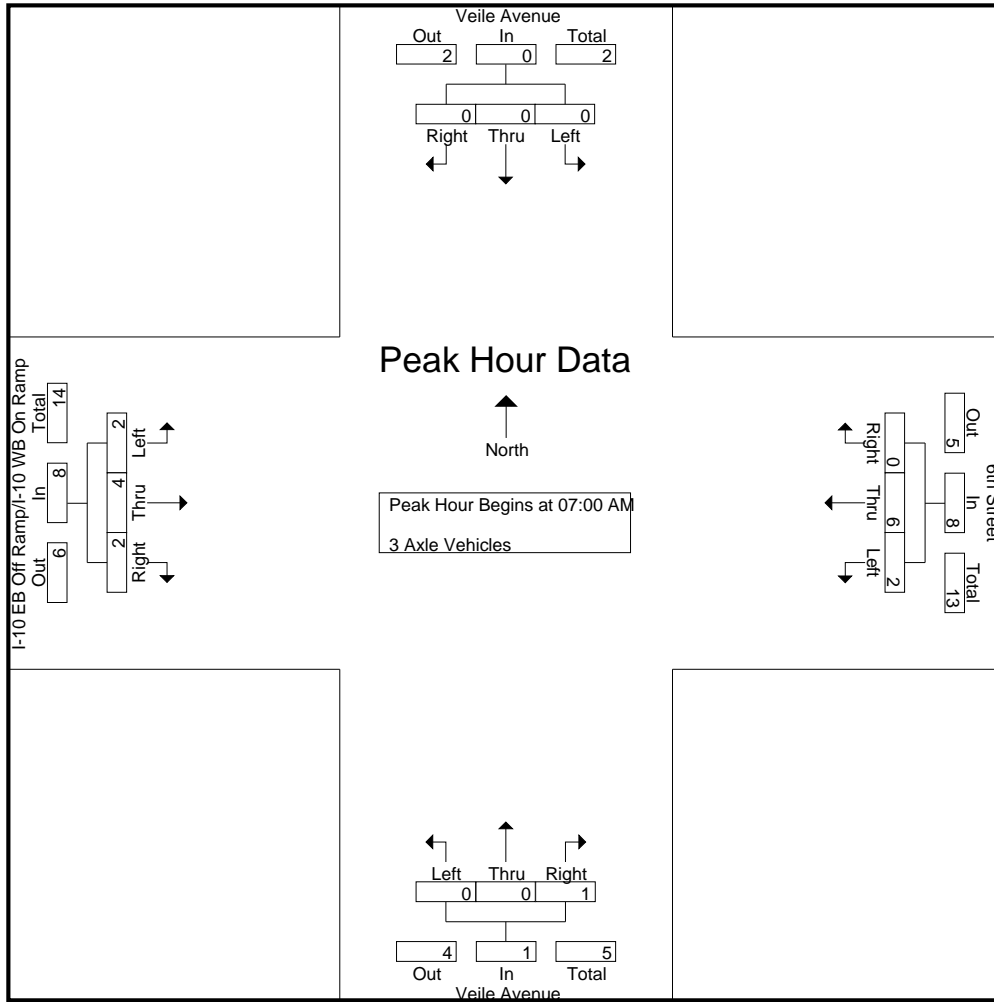 Veile Avenue
Out In Total
2 0 2
0 0 0
Right Thru Left
Peak Hour Data
North
Peak Hour Begins at 07:00 AM
3 Axle Vehicles
I-10 EB Off Ramp/I-10 WB On Ramp
Out In Total
6 8 14
2 4 2
Right Thru Left
6th Street
Out In Total
5 8 13
0 6 2
Right Thru Left
Left Thru Right
0 0 1
4 1 5
Out In Total
Veile Avenue